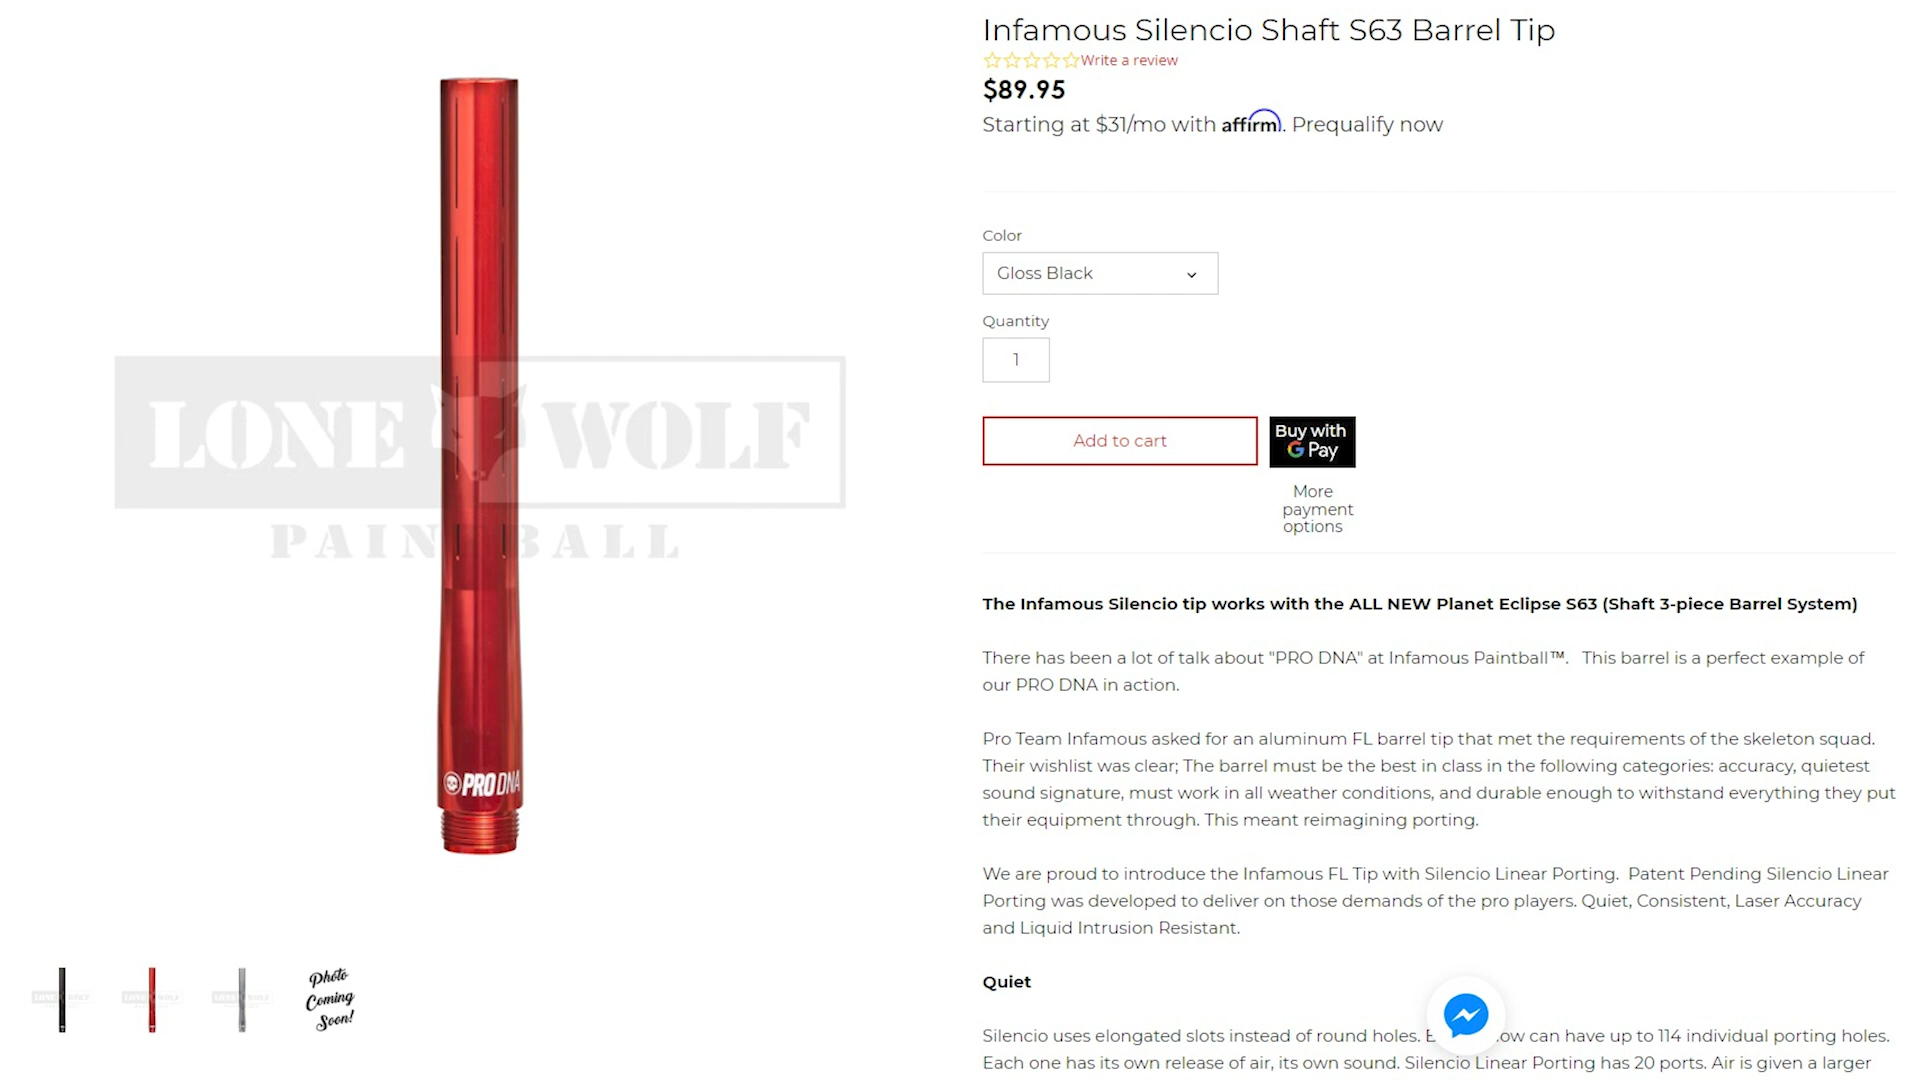 Infamous Silencio Shaft S63 Barrel Tip
Write a review
$89.95
Starting at $31/mo with affirm. Prequalify now
Color
Gloss Black
Quantity
1
Add to cart
Buy with
G Pay
More
payment
options
The Infamous Silencio tip works with the ALL NEW Planet Eclipse S63 (Shaft 3-piece Barrel System)
There has been a lot of talk about "PRO DNA" at Infamous Paintball™. This barrel is a perfect example of
our PRO DNA in action.
Pro Team Infamous asked for an aluminum FL barrel tip that met the requirements of the skeleton squad.
Their wishlist was clear; The barrel must be the best in class in the following categories: accuracy, quietest
sound signature, must work in all weather conditions, and durable enough to withstand everything they put
their equipment through. This meant reimagining porting.
We are proud to introduce the Infamous FL Tip with Silencio Linear Porting. Patent Pending Silencio Linear
Porting was developed to deliver on those demands of the pro players. Quiet, Consistent, Laser Accuracy
and Liquid Intrusion Resistant.
Quiet
Silencio uses elongated slots instead of round holes. can have up to 114 individual porting holes.
Each one has its own release of air, its own sound. Silencio Linear Porting has 20 ports. Air is given a larger
LONE WOLF
PAINTBALL
PRO DNA
Photo
Coming
Soon!